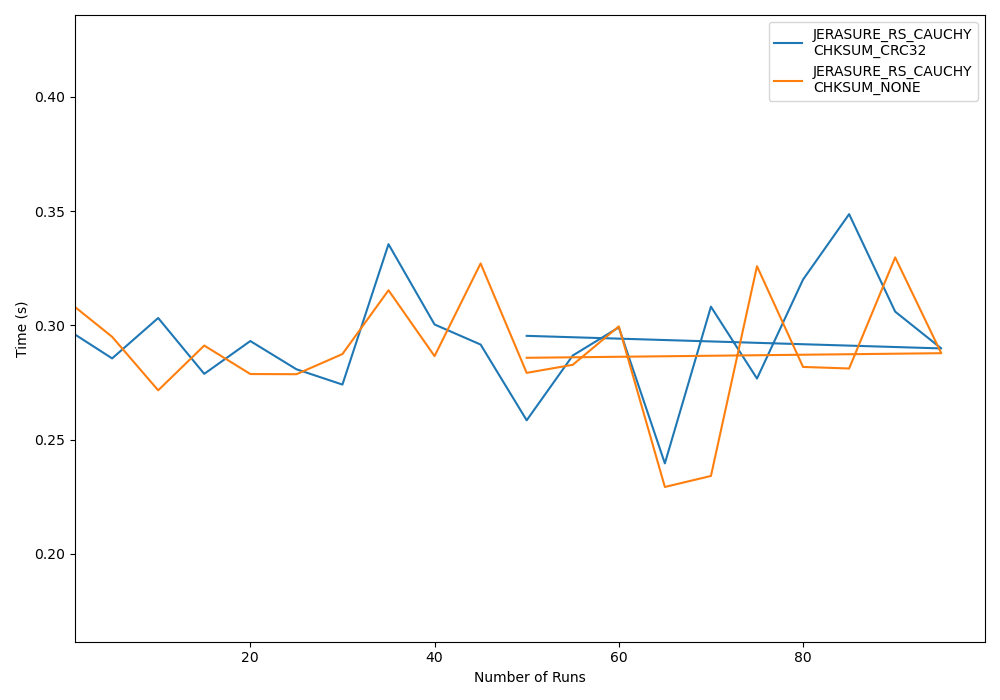 JERASURE_RS_CAUCHY
CHKSUM_CRC32
JERASURE_RS_CAUCHY
CHKSUM_NONE
0.40
0.35
0.30
0.25
0.20
Time (s)
20 40 60 80
Number of Runs